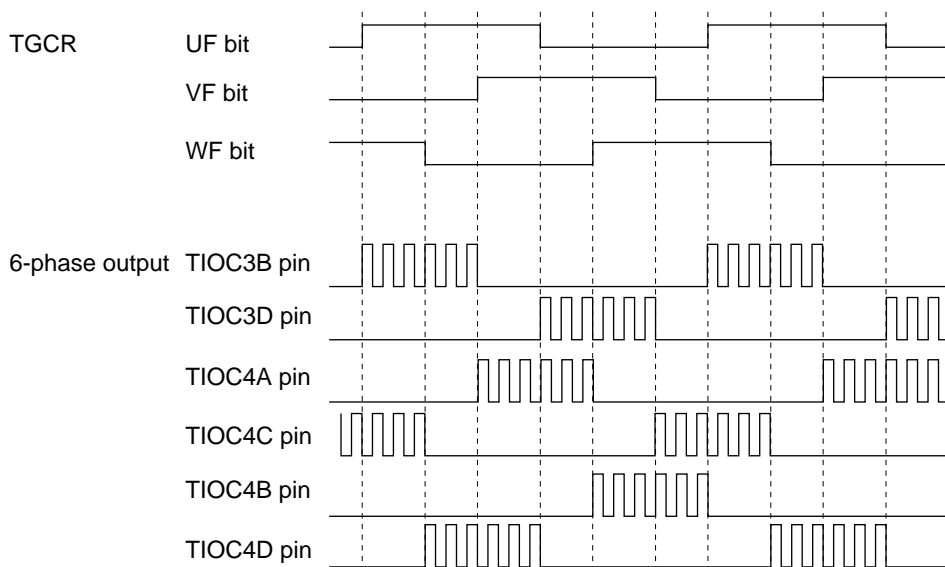 TGCR UF bit
VF bit
WF bit
6-phase output TIOC3B pin
TIOC3D pin
TIOC4A pin
TIOC4C pin
TIOC4B pin
TIOC4D pin